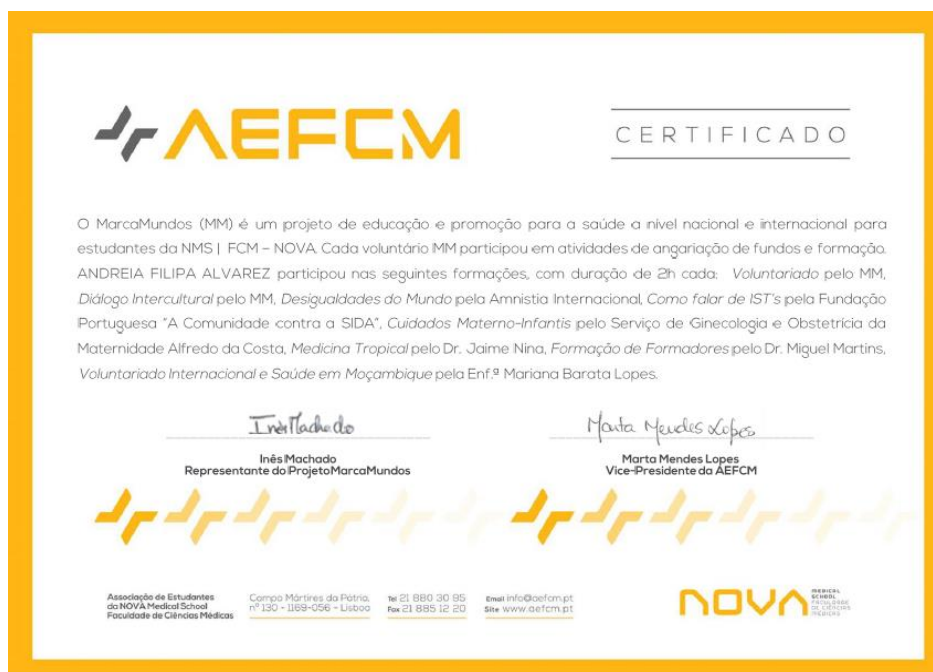 AEFCM
CERTIFICADO
O MarcaMundos (MM) é um projeto de educação e promoção para a saúde a nível nacional e internacional para
estudantes da NMS | FCM – NOVA. Cada voluntário MM participou em atividades de angariação de fundos e formação.
ANDREIA FILIPA ALVAREZ participou nas seguintes formações, com duração de 2h cada: Voluntariado pelo MM,
Diálogo Intercultural pelo MM, Desigualdades do Mundo pela Amnistia Internacional, Como falar de IST's pela Fundação
Portuguesa "A Comunidade contra a SIDA", Cuidados Materno-Infantis pelo Serviço de Ginecologia e Obstetrícia da
Maternidade Alfredo da Costa, Medicina Tropical pelo Dr. Jaime Nina, Formação de Formadores pelo Dr. Miguel Martins,
Voluntariado Internacional e Saúde em Moçambique pela Enf.ª Mariana Barata Lopes.
Inês Machado
Marta Mendes Lopes
Inês Machado
Representante do Projeto MarcaMundos
Marta Mendes Lopes
Vice-Presidente da AEFCM
Associação de Estudantes
da NOVA Medical School
Faculdade de Ciências Médicas
Campo Mártires da Pátria,
nº 130 - 1169-056 – Lisboa
Tel 21 880 30 95
Fax 21 885 12 20
Email info@aefcm.pt
Site www.aefcm.pt
NOVA
MEDICAL
SCHOOL
FACULDADE
DE CIÊNCIAS
MÉDICAS